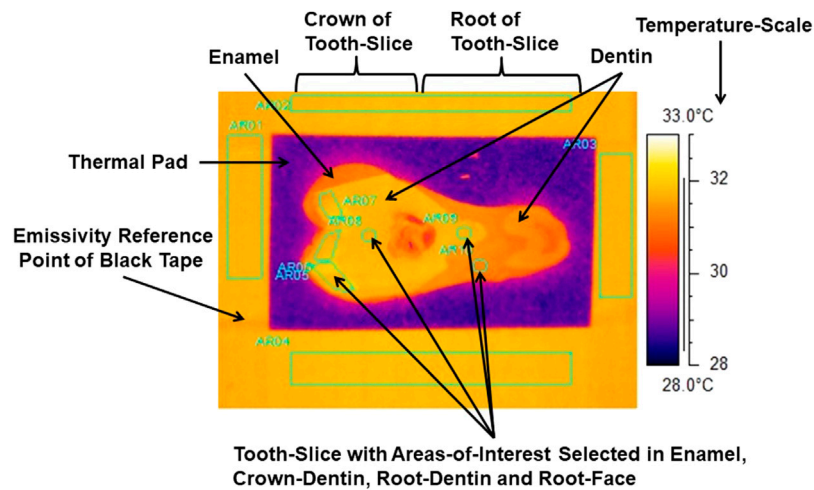 Crown of
Tooth-Slice
Root of
Tooth-Slice
Temperature-Scale
Enamel
Dentin
33.0°C
AR02
AR01
AR03
Thermal Pad
32
AR07
AR08
AR09
Emissivity Reference
Point of Black Tape
AR05
30
AR04
28
28.0°C
Tooth-Slice with Areas-of-Interest Selected in Enamel,
Crown-Dentin, Root-Dentin and Root-Face